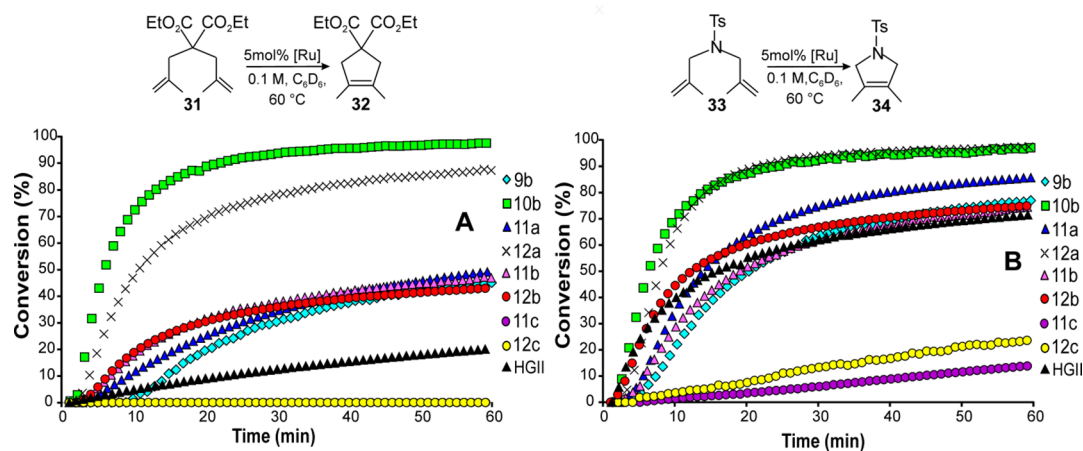 EtO2C CO2Et
5mol% [Ru]
0.1 M, C6D6,
60 °C
31
EtO2C CO2Et
32
Ts
N
5mol% [Ru]
0.1 M,C6D6,
60 °C
33
Ts
N
34
Conversion (%)
100
90
80
70
60
50
40
30
20
10
0
0 10 20 30 40 50 60
Time (min)
A
9b
10b
11a
12a
11b
12b
11c
12c
HGII
Conversion (%)
100
90
80
70
60
50
40
30
20
10
0
0 10 20 30 40 50 60
Time (min)
B
9b
10b
11a
12a
11b
12b
11c
12c
HGII